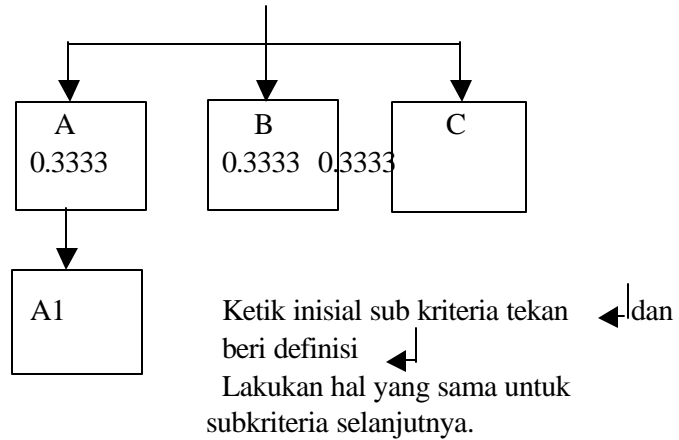 A B C
0.3333 0.3333 0.3333
A1 Ketik inisial sub kriteria tekan dan
beri definisi
Lakukan hal yang sama untuk
subkriteria selanjutnya.